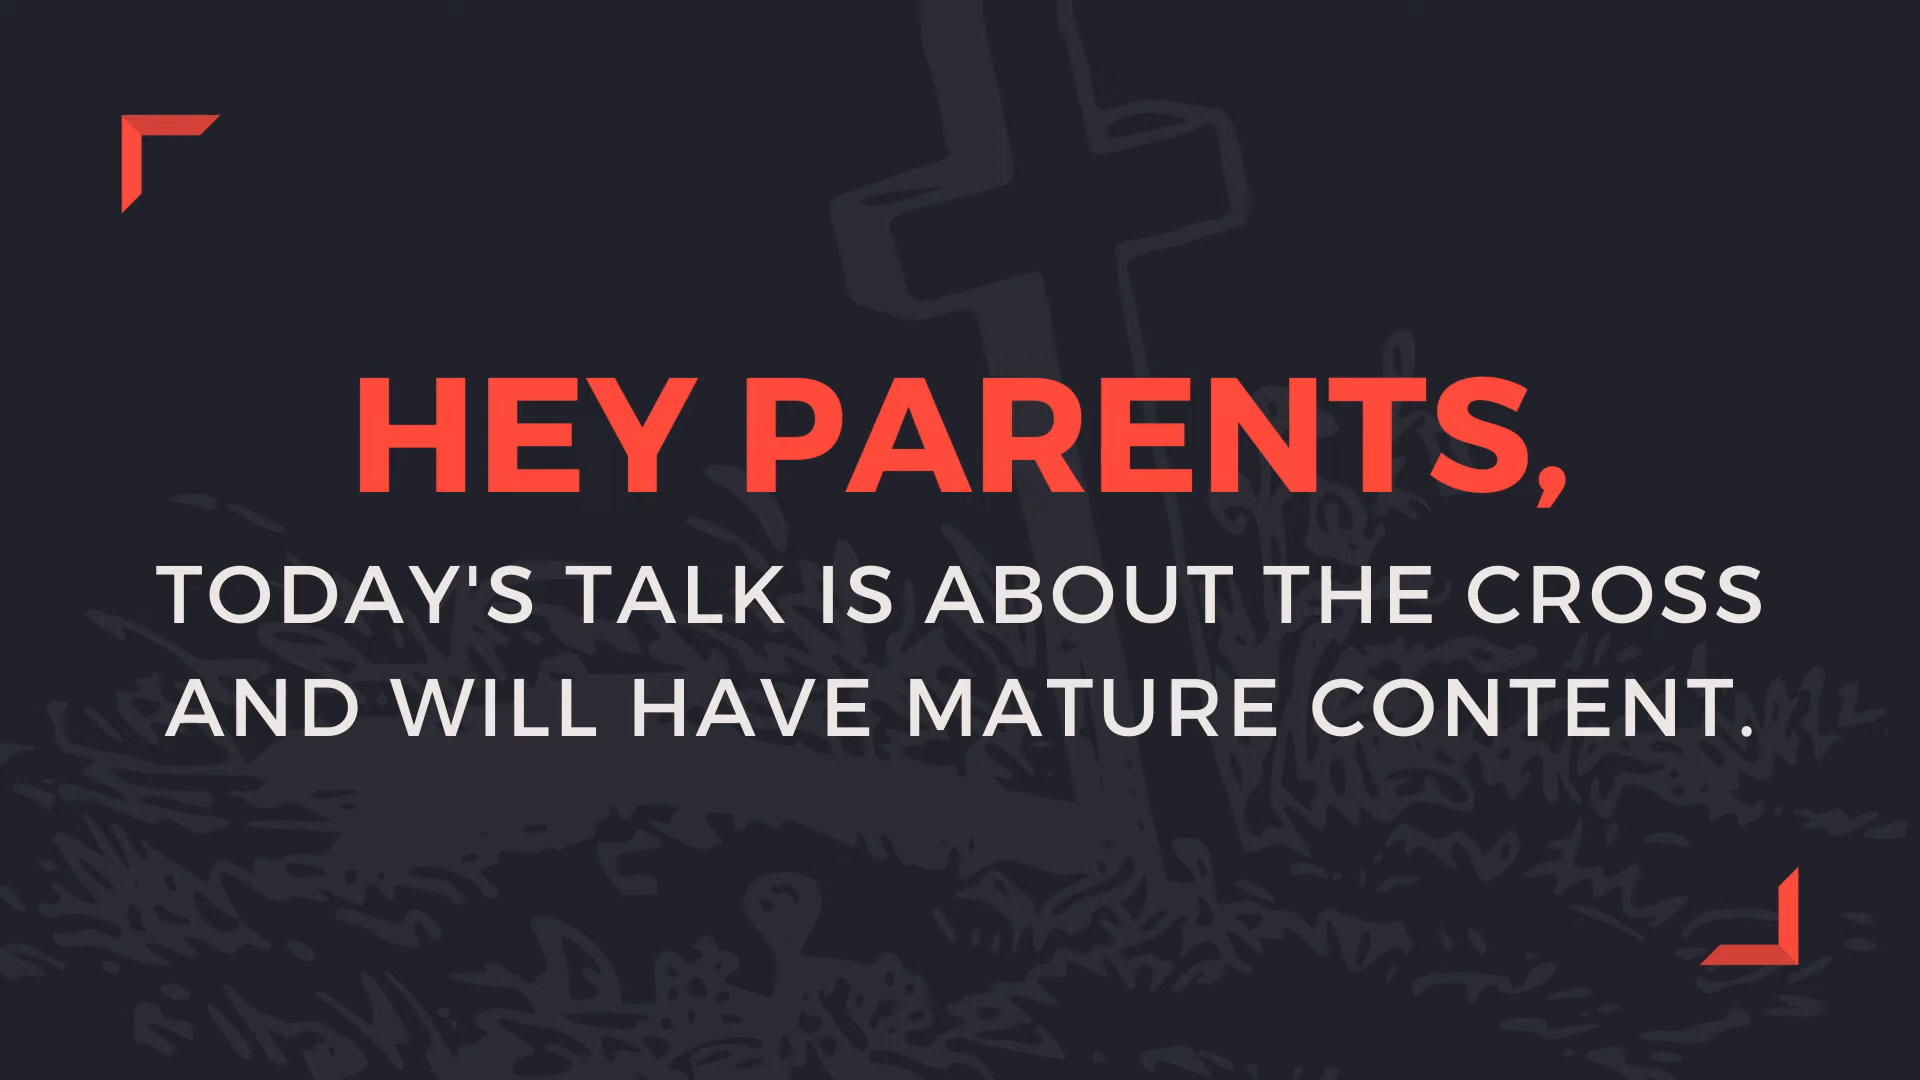 HEY PARENTS,
TODAY'S TALK IS ABOUT THE CROSS
AND WILL HAVE MATURE CONTENT.